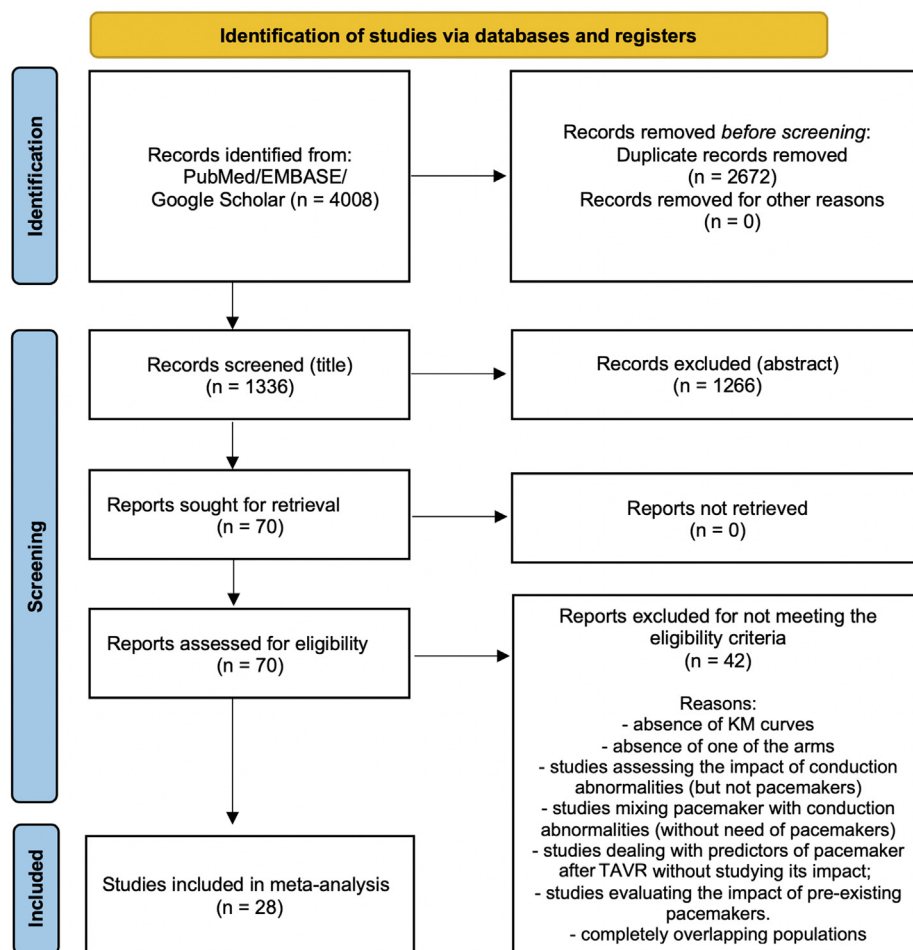 Identification of studies via databases and registers
Identification
Records identified from:
PubMed/EMBASE/
Google Scholar (n = 4008)
Records removed before screening:
Duplicate records removed
(n = 2672)
Records removed for other reasons
(n = 0)
Screening
Records screened (title)
(n = 1336)
Records excluded (abstract)
(n = 1266)
Reports sought for retrieval
(n = 70)
Reports not retrieved
(n = 0)
Reports assessed for eligibility
(n = 70)
Reports excluded for not meeting the
eligibility criteria
(n = 42)
Reasons:
- absence of KM curves
- absence of one of the arms
- studies assessing the impact of conduction
abnormalities (but not pacemakers)
- studies mixing pacemaker with conduction
abnormalities (without need of pacemakers)
- studies dealing with predictors of pacemaker
after TAVR without studying its impact;
- studies evaluating the impact of pre-existing
pacemakers.
- completely overlapping populations
Included
Studies included in meta-analysis
(n = 28)